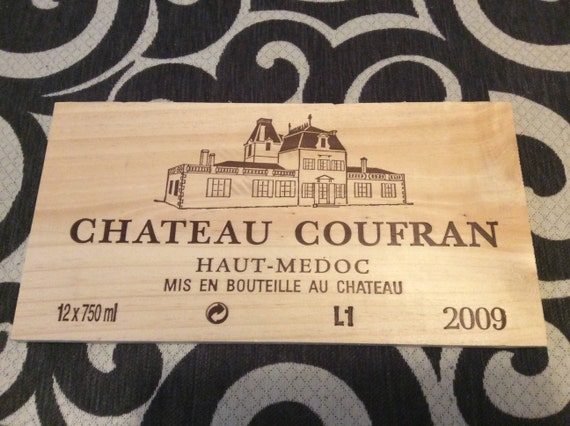 CHATEAU COUFRAN
HAUT-MEDOC
MIS EN BOUTEILLE AU CHATEAU
12 x 750 ml L1 2009